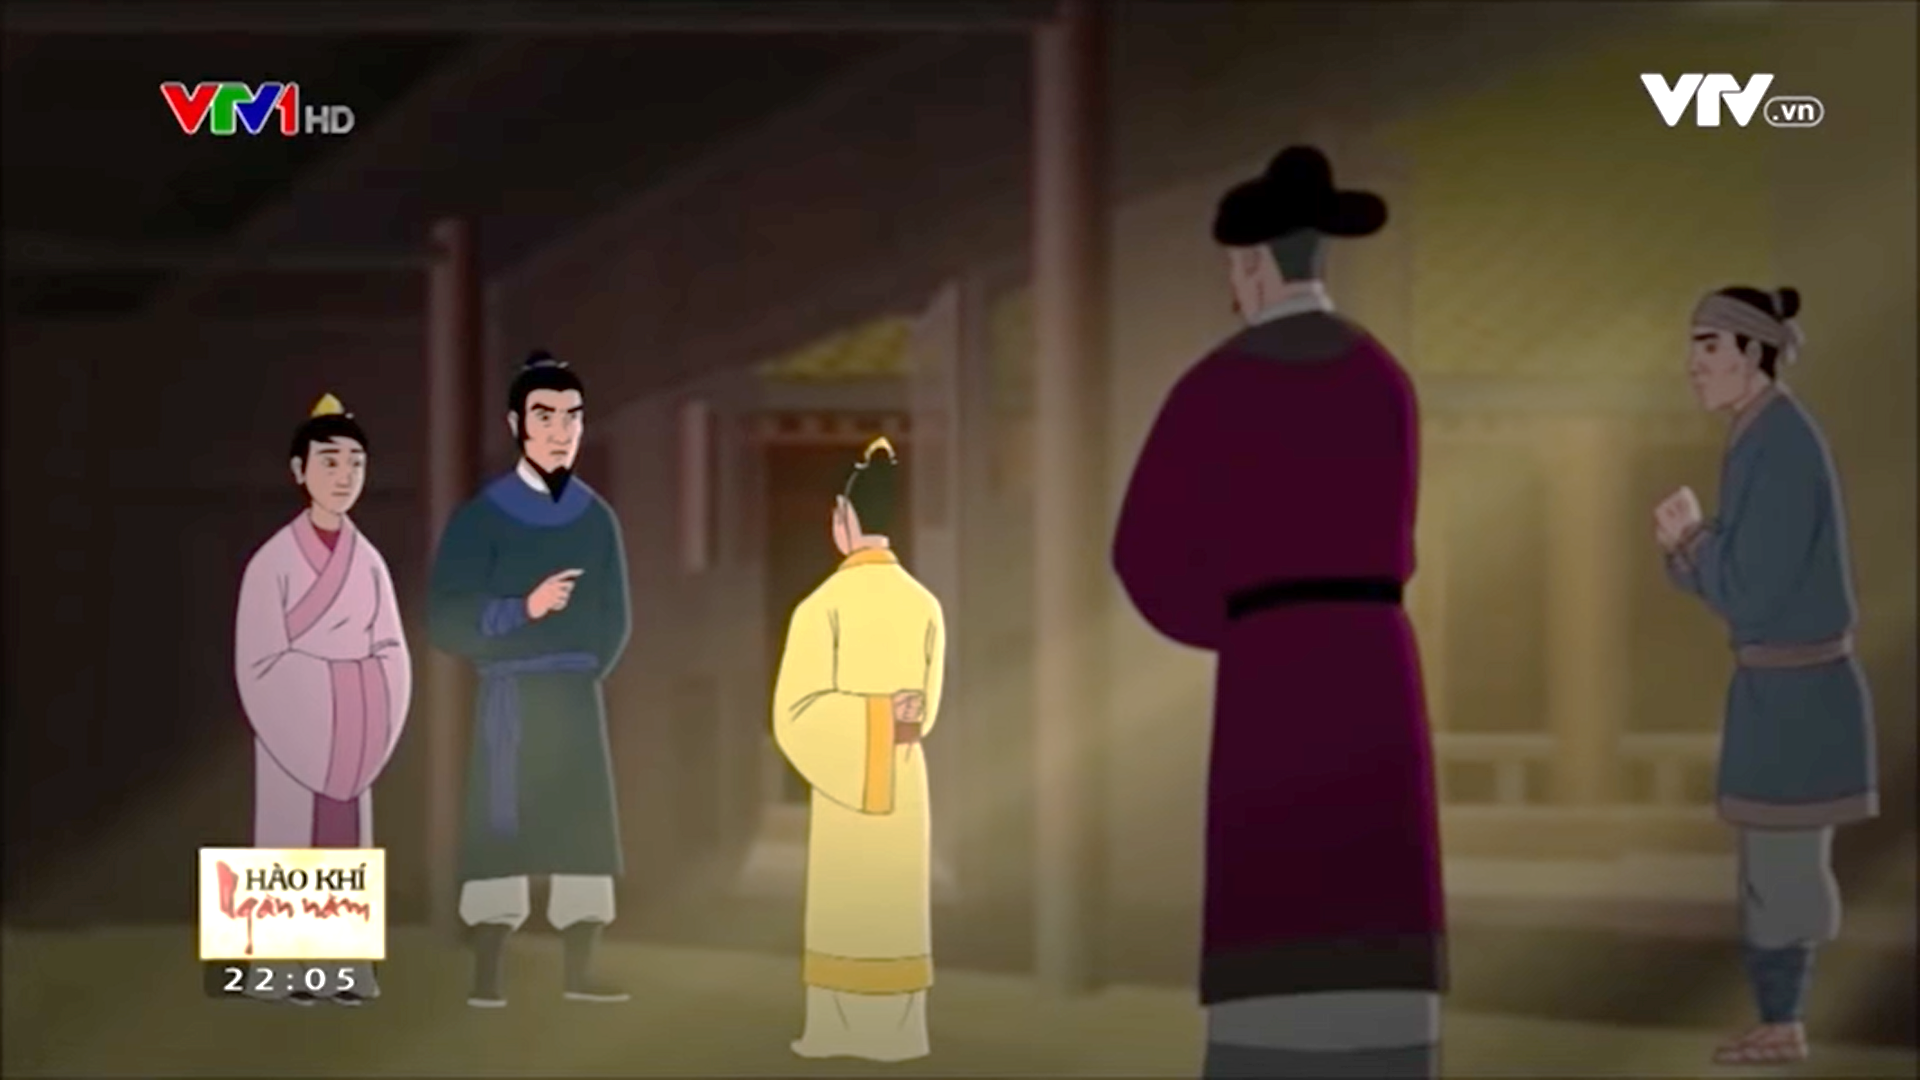 VTV1 HD
VTV.vn
HÀO KHÍ
Ngàn năm
22:05